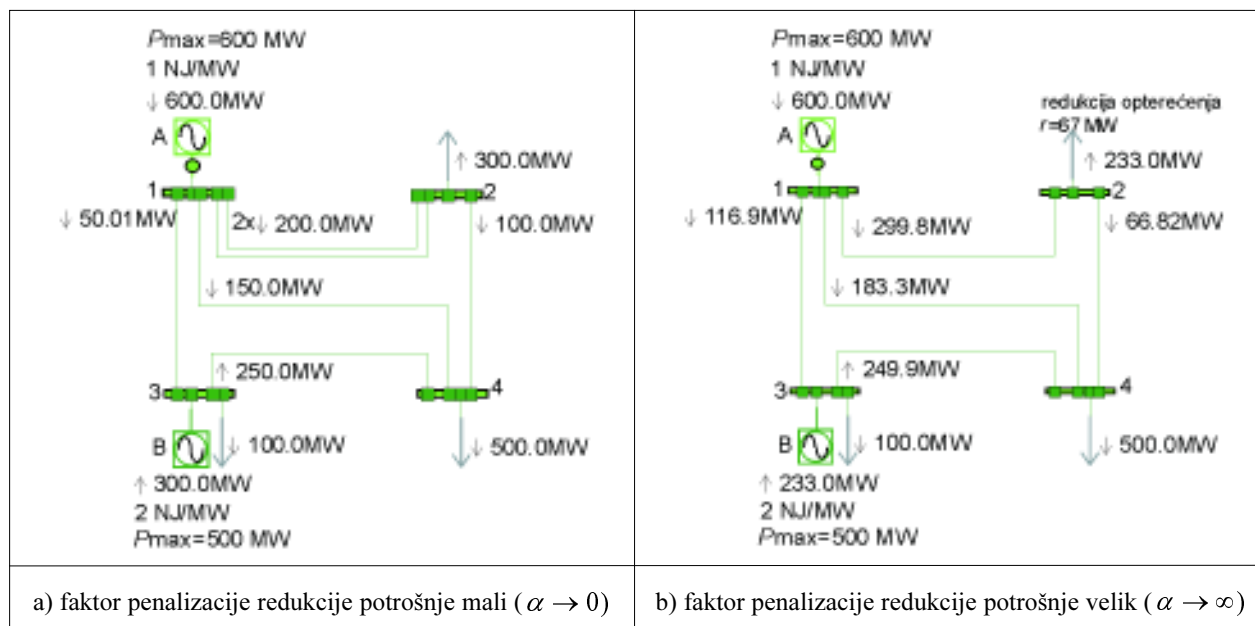 Pmax=600 MW
1 NJ/MW
↓ 600.0MW
A
↑ 300.0MW
1
2
↓ 50.01MW
2x↓ 200.0MW
↓ 100.0MW
↓ 150.0MW
↑ 250.0MW
3
4
B
↓ 100.0MW
↓ 500.0MW
↑ 300.0MW
2 NJ/MW
Pmax=500 MW
a) faktor penalizacije redukcije potrošnje mali (α → 0)
Pmax=600 MW
1 NJ/MW
↓ 600.0MW
redukcija opterećenja
r=67 MW
A
↑ 233.0MW
1
2
↓ 116.9MW
↓ 299.8MW
↓ 66.82MW
↓ 183.3MW
↑ 249.9MW
3
4
B
↓ 100.0MW
↓ 500.0MW
↑ 233.0MW
2 NJ/MW
Pmax=500 MW
b) faktor penalizacije redukcije potrošnje velik (α → ∞)